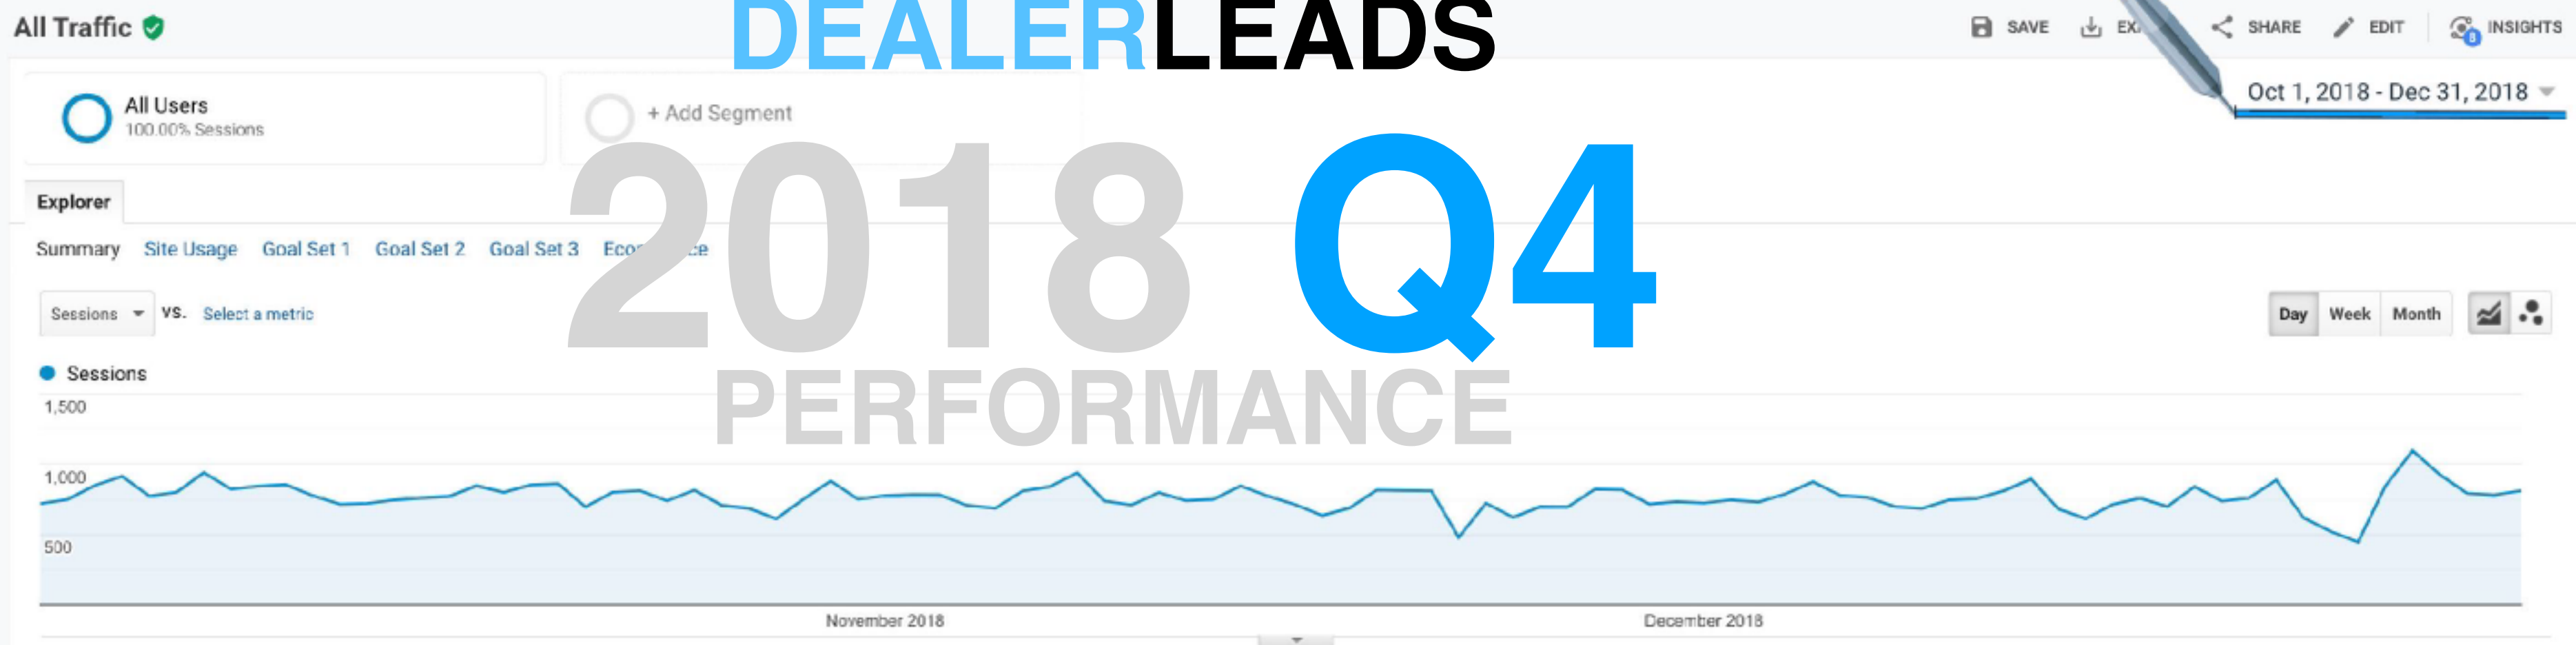 All Traffic
DEALERLEADS
SAVE
SHARE
EDIT
INSIGHTS
8
Oct 1, 2018 - Dec 31, 2018
All Users
100.00% Sessions
+ Add Segment
2018 Q4
PERFORMANCE
Explorer
Summary Site Usage Goal Set 1 Goal Set 2 Goal Set 3
Sessions VS. Select a metric
Day Week Month
Sessions
1,500
1,000
500
November 2018 December 2018